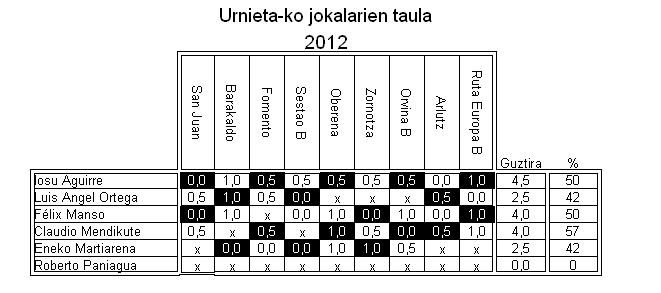 Urnieta-ko jokalarien taula
2012
San Juan Barakaldo Fomento Sestao B Oberena Zornotza Orvina B Arlutz Ruta Europa B Guztira %
Iosu Aguirre 0,0 1,0 0,5 0,5 0,5 0,5 0,5 0,0 1,0 4,5 50
Luis Angel Ortega 0,5 1,0 0,5 0,0 x x x 0,5 0,0 2,5 42
Félix Manso 0,0 1,0 x 0,5 1,0 0,0 1,0 0,0 1,0 4,0 50
Claudio Mendikute 0,5 x 0,5 x 1,0 0,5 0,0 0,5 1,0 4,0 57
Eneko Martiarena x 0,0 0,0 0,0 1,0 1,0 0,5 x x 2,5 42
Roberto Paniagua x x x x x x x x x 0,0 0